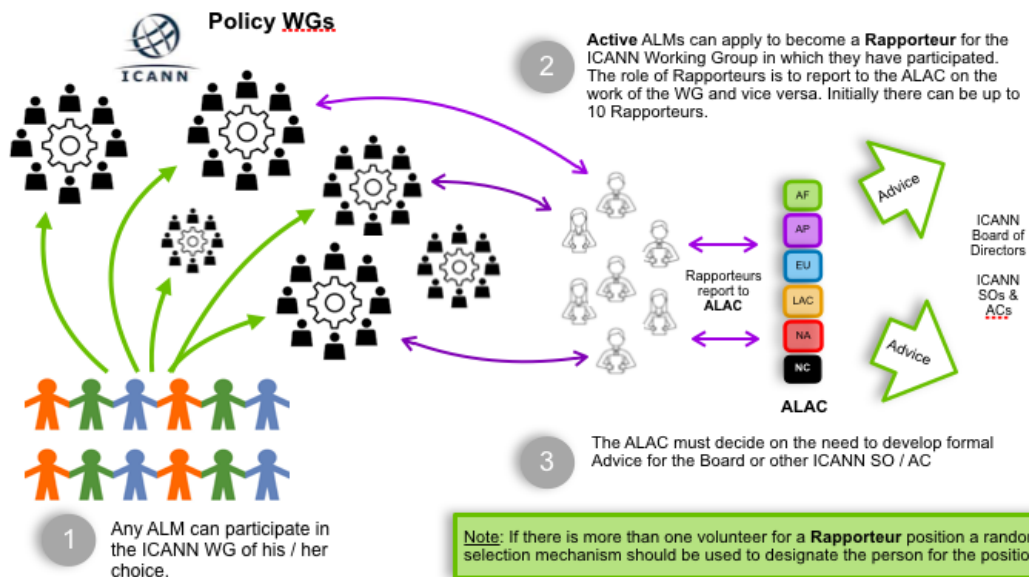 Policy WGs
ICANN
2
Active ALMs can apply to become a Rapporteur for the
ICANN Working Group in which they have participated.
The role of Rapporteurs is to report to the ALAC on the
work of the WG and vice versa. Initially there can be up to
10 Rapporteurs.
AF
AP
EU
LAC
NA
NC
ALAC
Rapporteurs
report to
ALAC
Advice
Advice
ICANN
Board of
Directors
ICANN
SOs &
ACs
3
The ALAC must decide on the need to develop formal
Advice for the Board or other ICANN SO / AC
1
Any ALM can participate in
the ICANN WG of his / her
choice.
Note: If there is more than one volunteer for a Rapporteur position a rando
selection mechanism should be used to designate the person for the positio